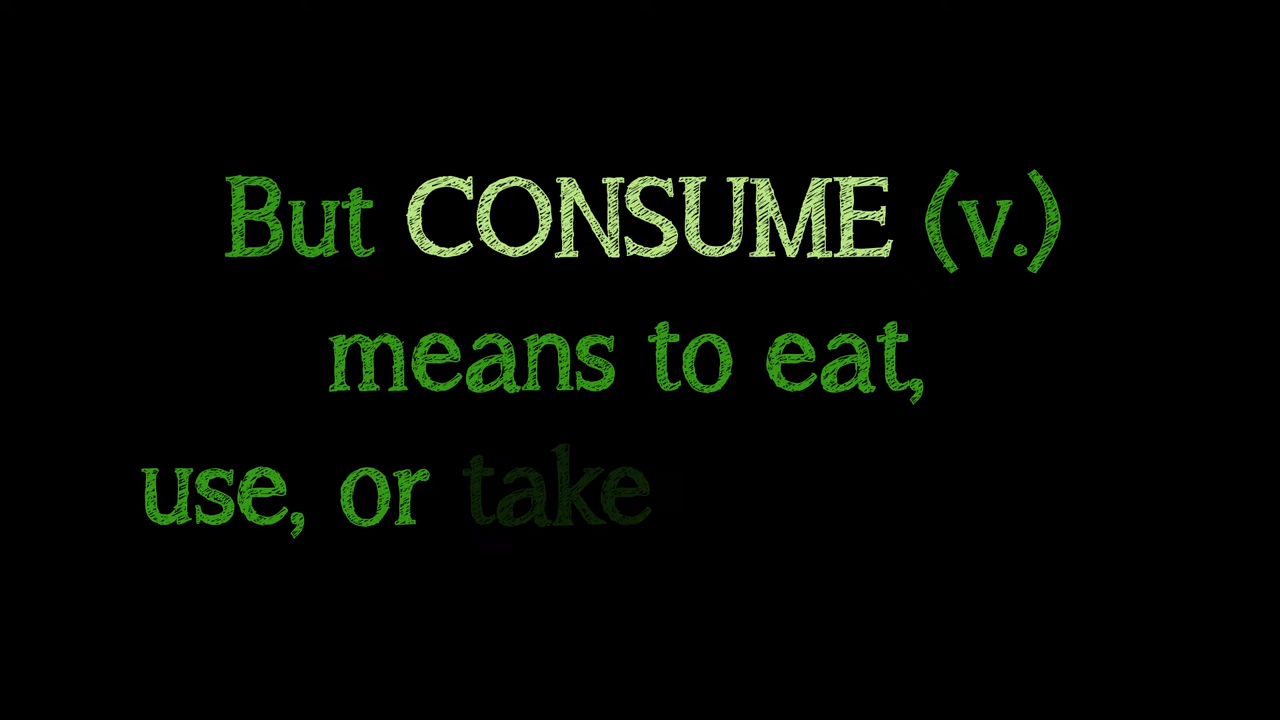 But CONSUME (v.)
means to eat,
use, or take